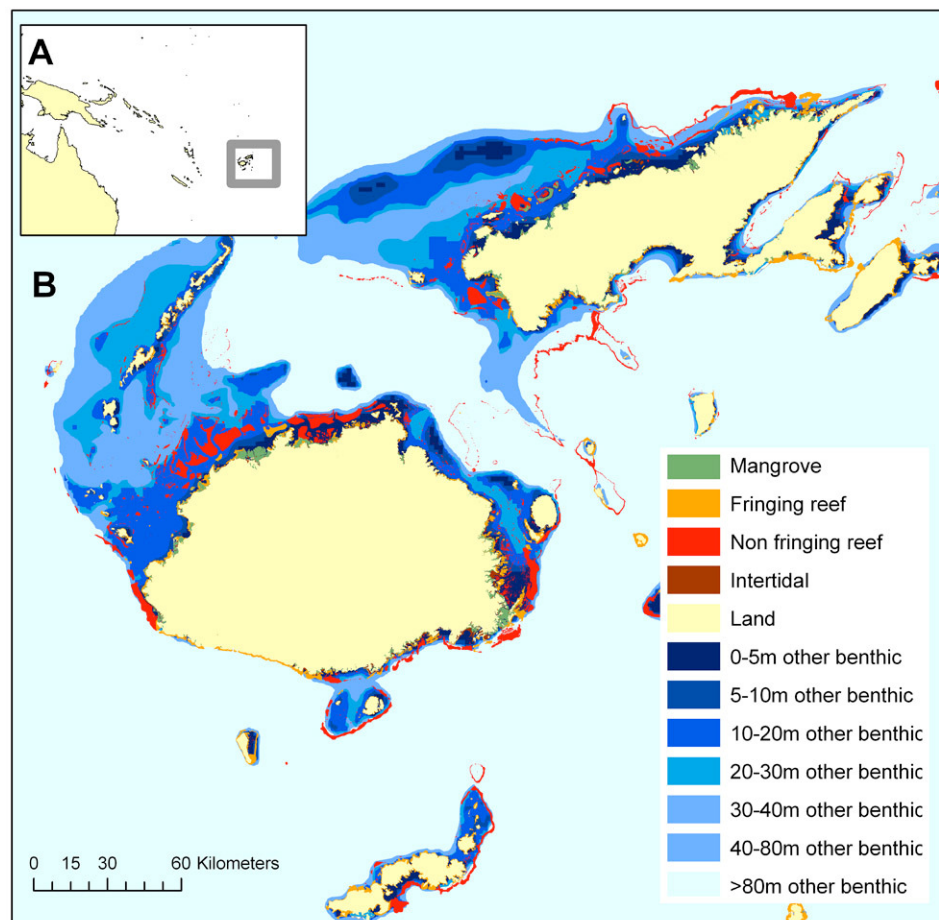 A
B
Mangrove
Fringing reef
Non fringing reef
Intertidal
Land
0-5m other benthic
5-10m other benthic
10-20m other benthic
20-30m other benthic
30-40m other benthic
40-80m other benthic
>80m other benthic
0 15 30 60 Kilometers